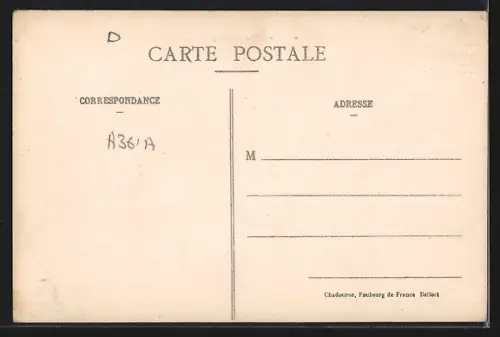 D
CARTE POSTALE
CORRESPONDANCE
ADRESSE
A361A
M
Chadourne, Faubourg de France Belfort